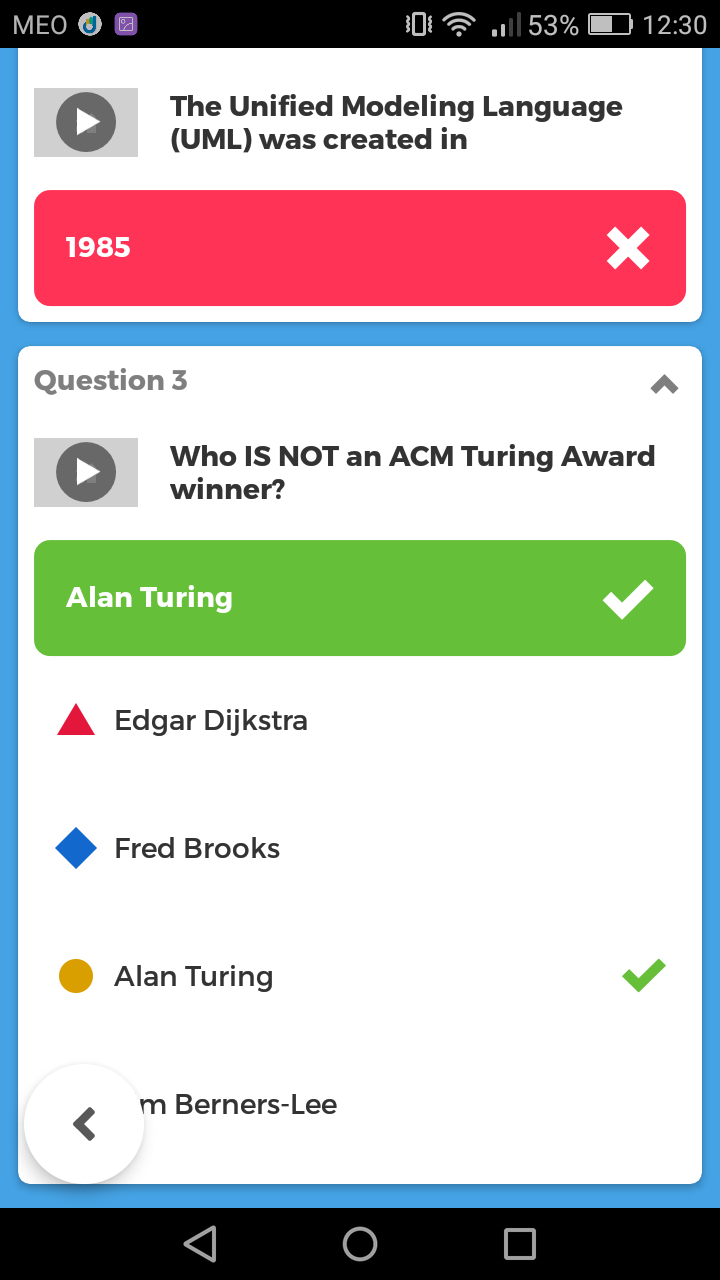 MEO 53% 12:30
The Unified Modeling Language
(UML) was created in
1985
Question 3
Who IS NOT an ACM Turing Award
winner?
Alan Turing
Edgar Dijkstra
Fred Brooks
Alan Turing
m Berners-Lee